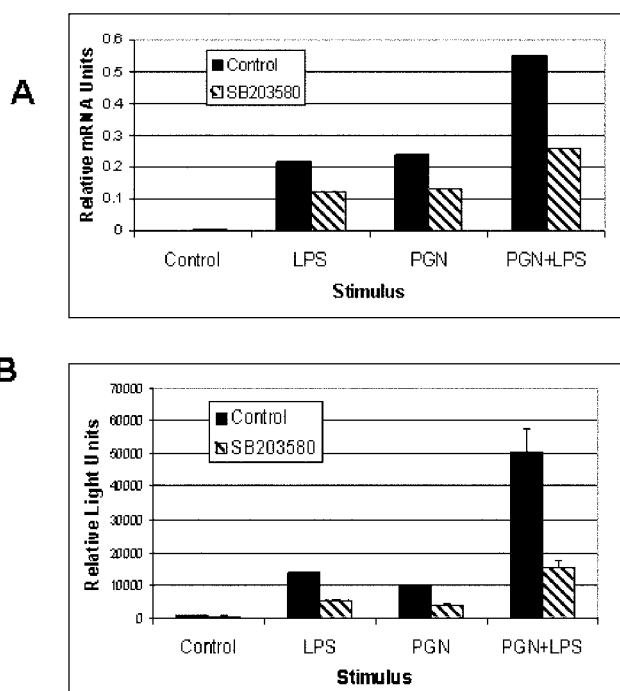 A
Relative mRNA Units
0.6
0.5
0.4
0.3
0.2
0.1
0
Control
SB203580
Control LPS PGN PGN+LPS
Stimulus
B
Relative Light Units
70000
60000
50000
40000
30000
20000
10000
0
Control
SB203580
Control LPS PGN PGN+LPS
Stimulus